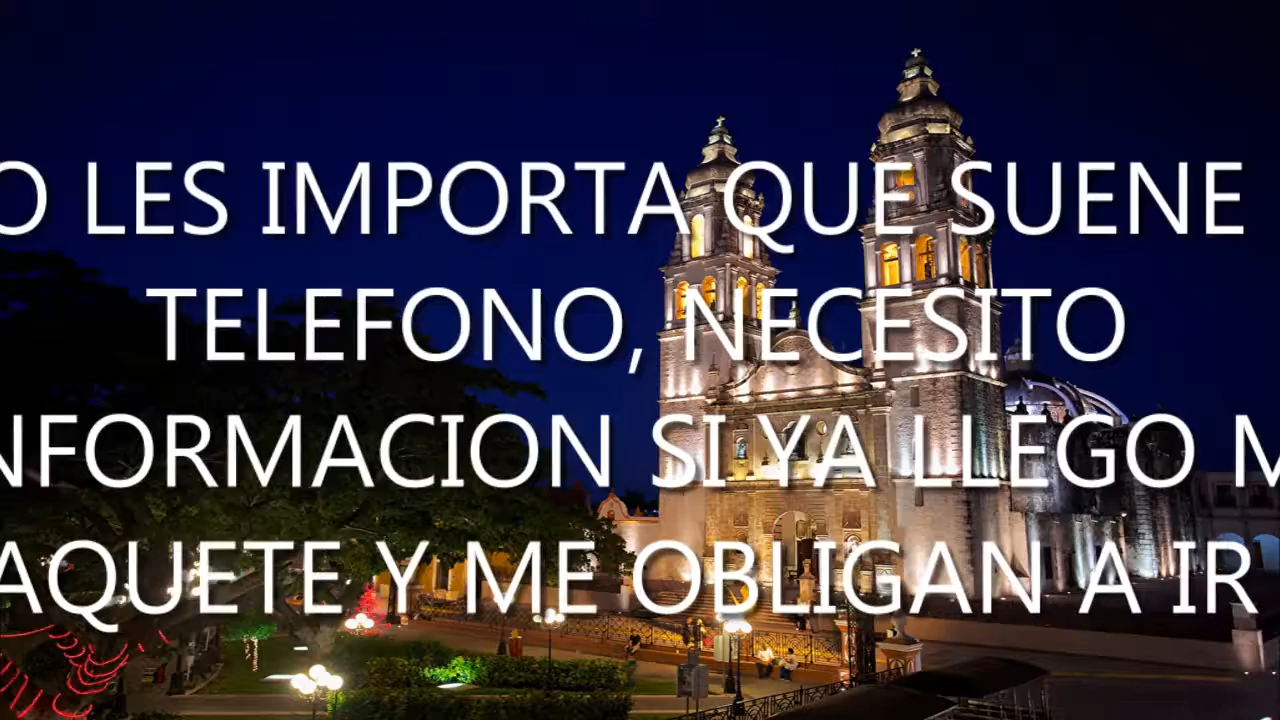 O LES IMPORTA QUE SUENE
TELEFONO, NECESITO
NFORMACION SI YA LLEGO M
AQUETE Y ME OBLIGAN A IR